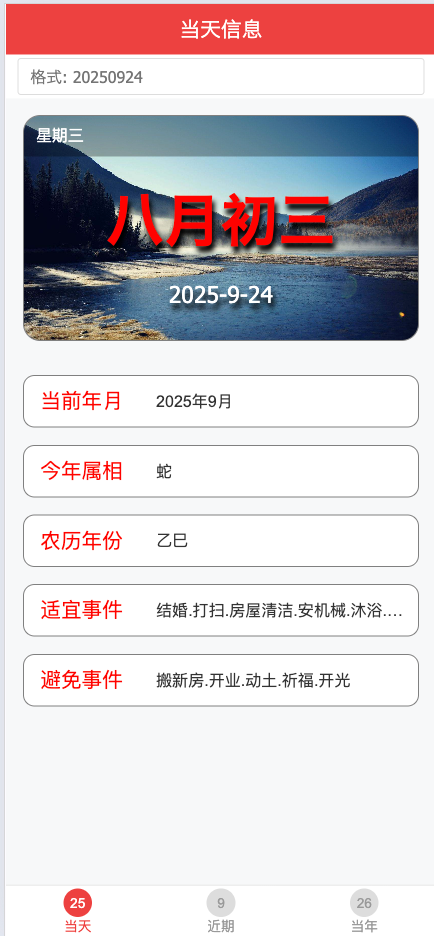 当天信息
格式: 20250924
星期三
八月初三
2025-9-24
当前年月 2025年9月
今年属相 蛇
农历年份 乙巳
适宜事件 结婚.打扫.房屋清洁.安机械.沐浴....
避免事件 搬新房.开业.动土.祈福.开光
25 9 26
当天 近期 当年